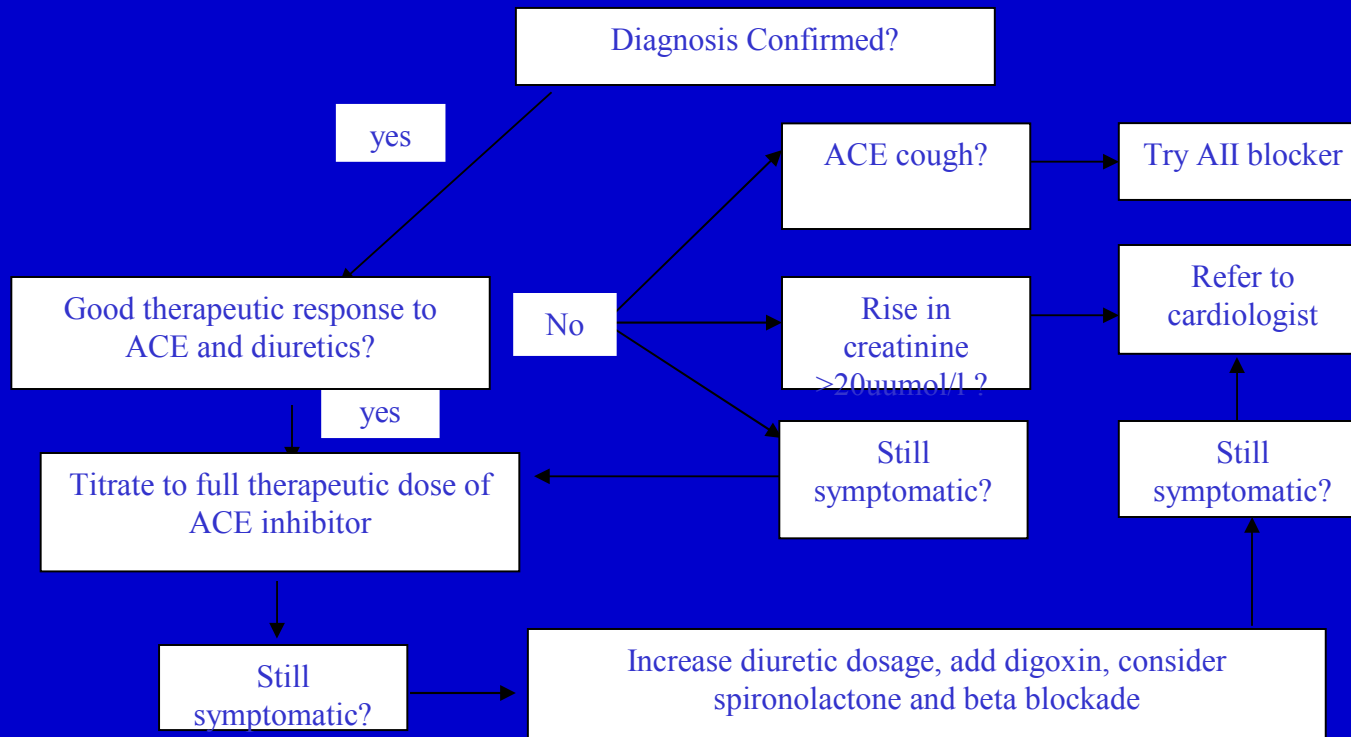 Diagnosis Confirmed?
yes
ACE cough?
Try AII blocker
Good therapeutic response to
ACE and diuretics?
No
Rise in
creatinine
>20uumol/l ?
Refer to
cardiologist
yes
Titrate to full therapeutic dose of
ACE inhibitor
Still
symptomatic?
Still
symptomatic?
Still
symptomatic?
Increase diuretic dosage, add digoxin, consider
spironolactone and beta blockade